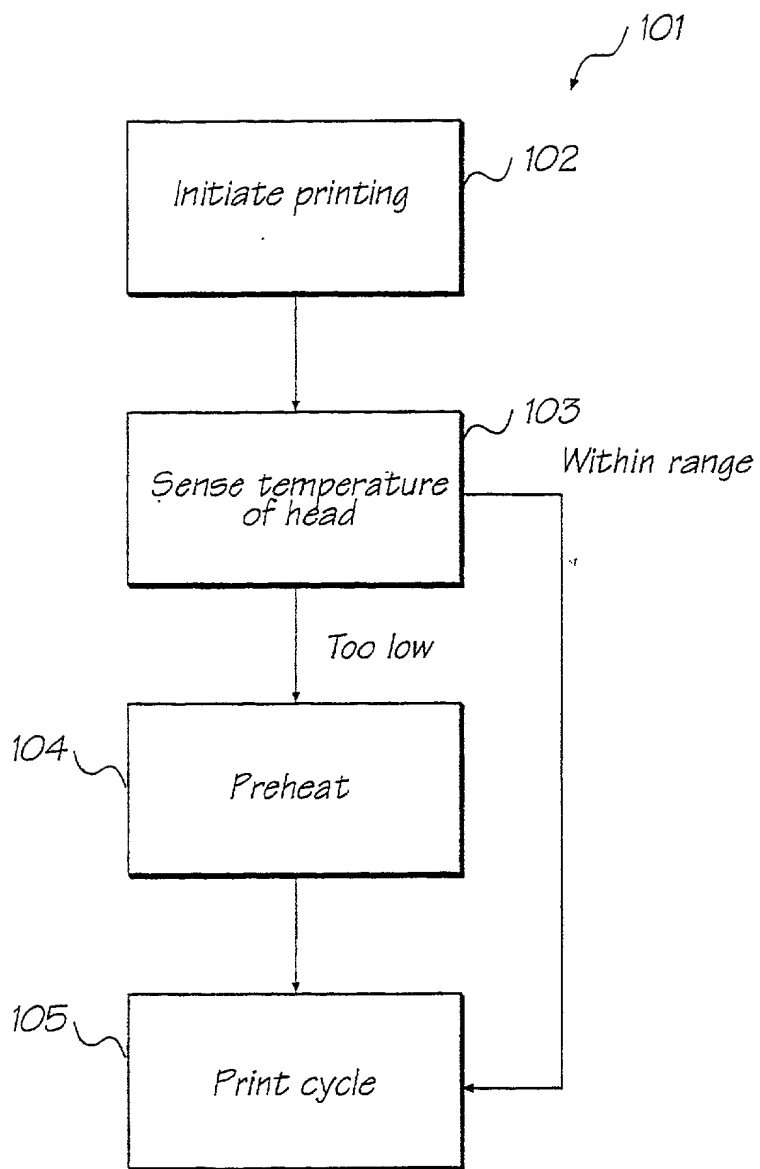 101
Initiate printing
102
103
Within range
Sense temperature
of head
Too low
104
Preheat
105
Print cycle